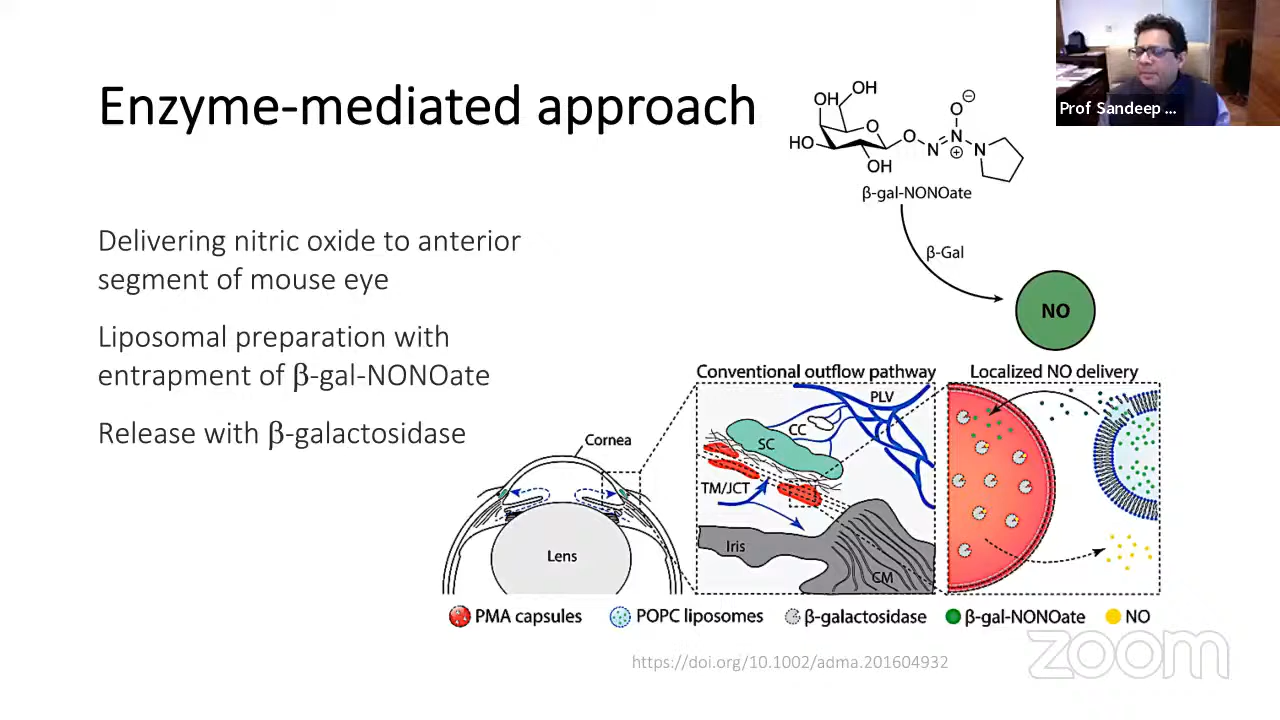 Prof Sandeep ...
Enzyme-mediated approach
OH
OH
O
HO
OH
O
N
N
O
⊖
⊕
N
β-gal-NONOate
β-Gal
NO
Delivering nitric oxide to anterior
segment of mouse eye
Liposomal preparation with
entrapment of β-gal-NONOate
Release with β-galactosidase
Conventional outflow pathway
Localized NO delivery
PLV
CC
SC
TM/JCT
Iris
CM
Cornea
Lens
PMA capsules
POPC liposomes
β-galactosidase
β-gal-NONOate
NO
https://doi.org/10.1002/adma.201604932
zoom